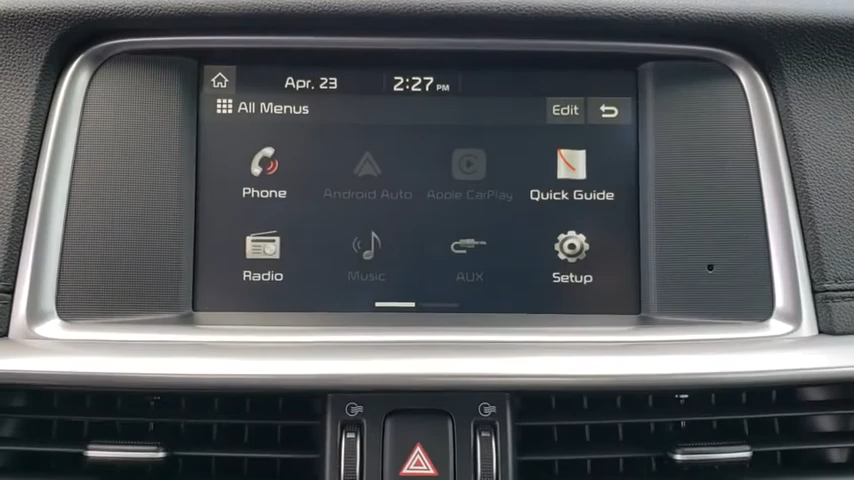 Apr. 23 2:27 PM
All Menus Edit
Phone Android Auto Apple CarPlay Quick Guide
Radio Music AUX Setup